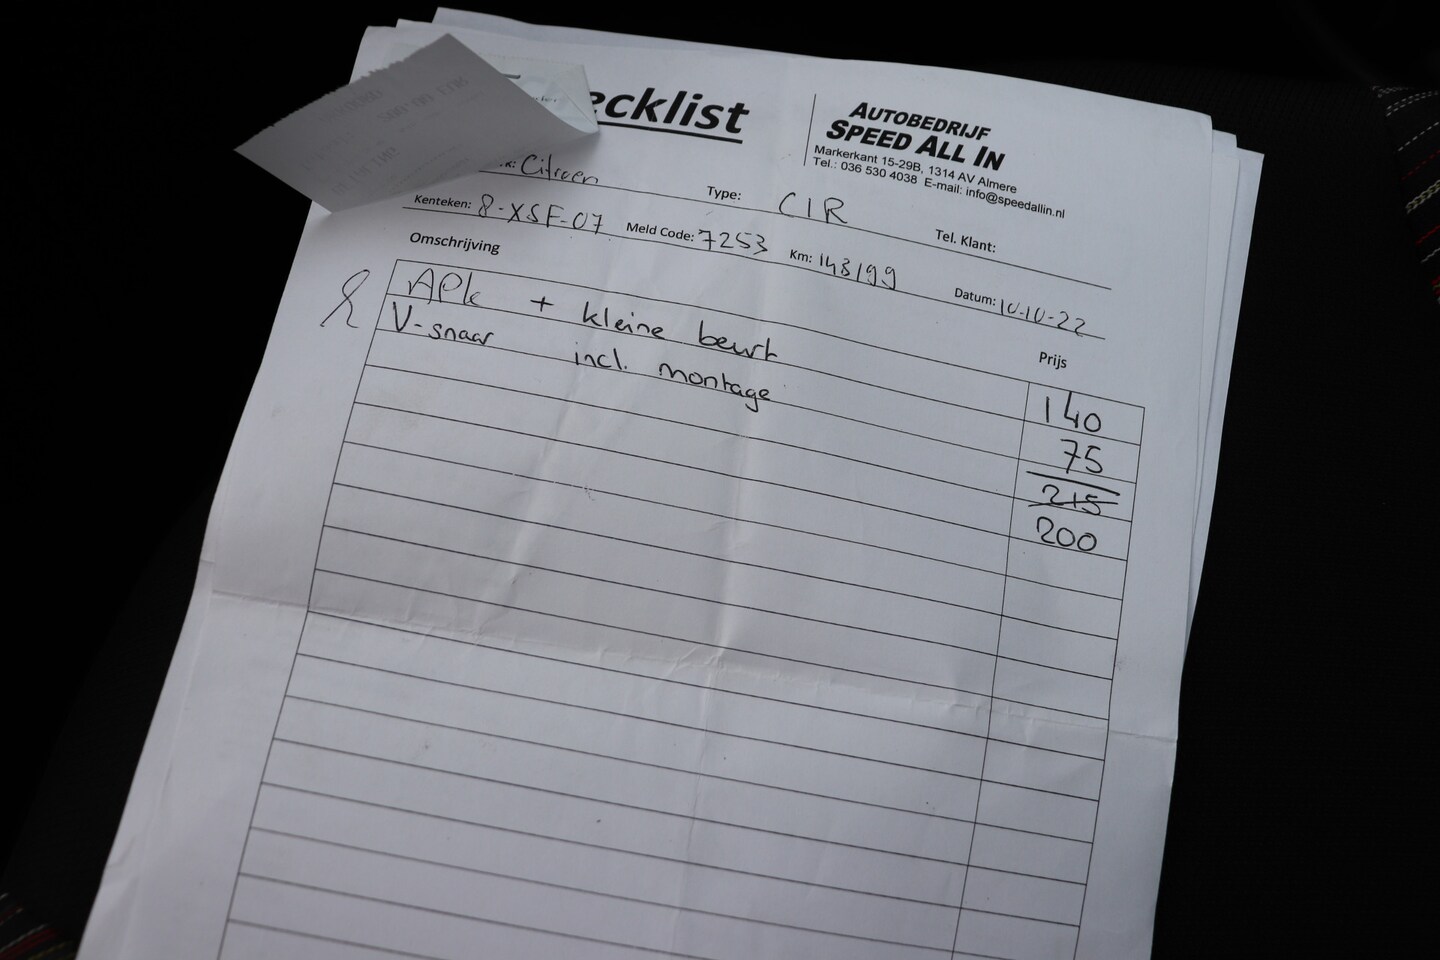 ecklist
AUTOBEDRIJF
SPEED ALL IN
Markerkant 15-29B, 1314 AV Almere
Tel.: 036 530 4038 E-mail: info@speedallin.nl
Citroen Type: C1R Tel. Klant:
Kenteken: 8-XSF-07 Meld Code: 7253 Km: 143199 Datum: 10-10-22
Omschrijving Prijs
APk + kleine beurt 140
V-snaar incl. montage 75
215
200